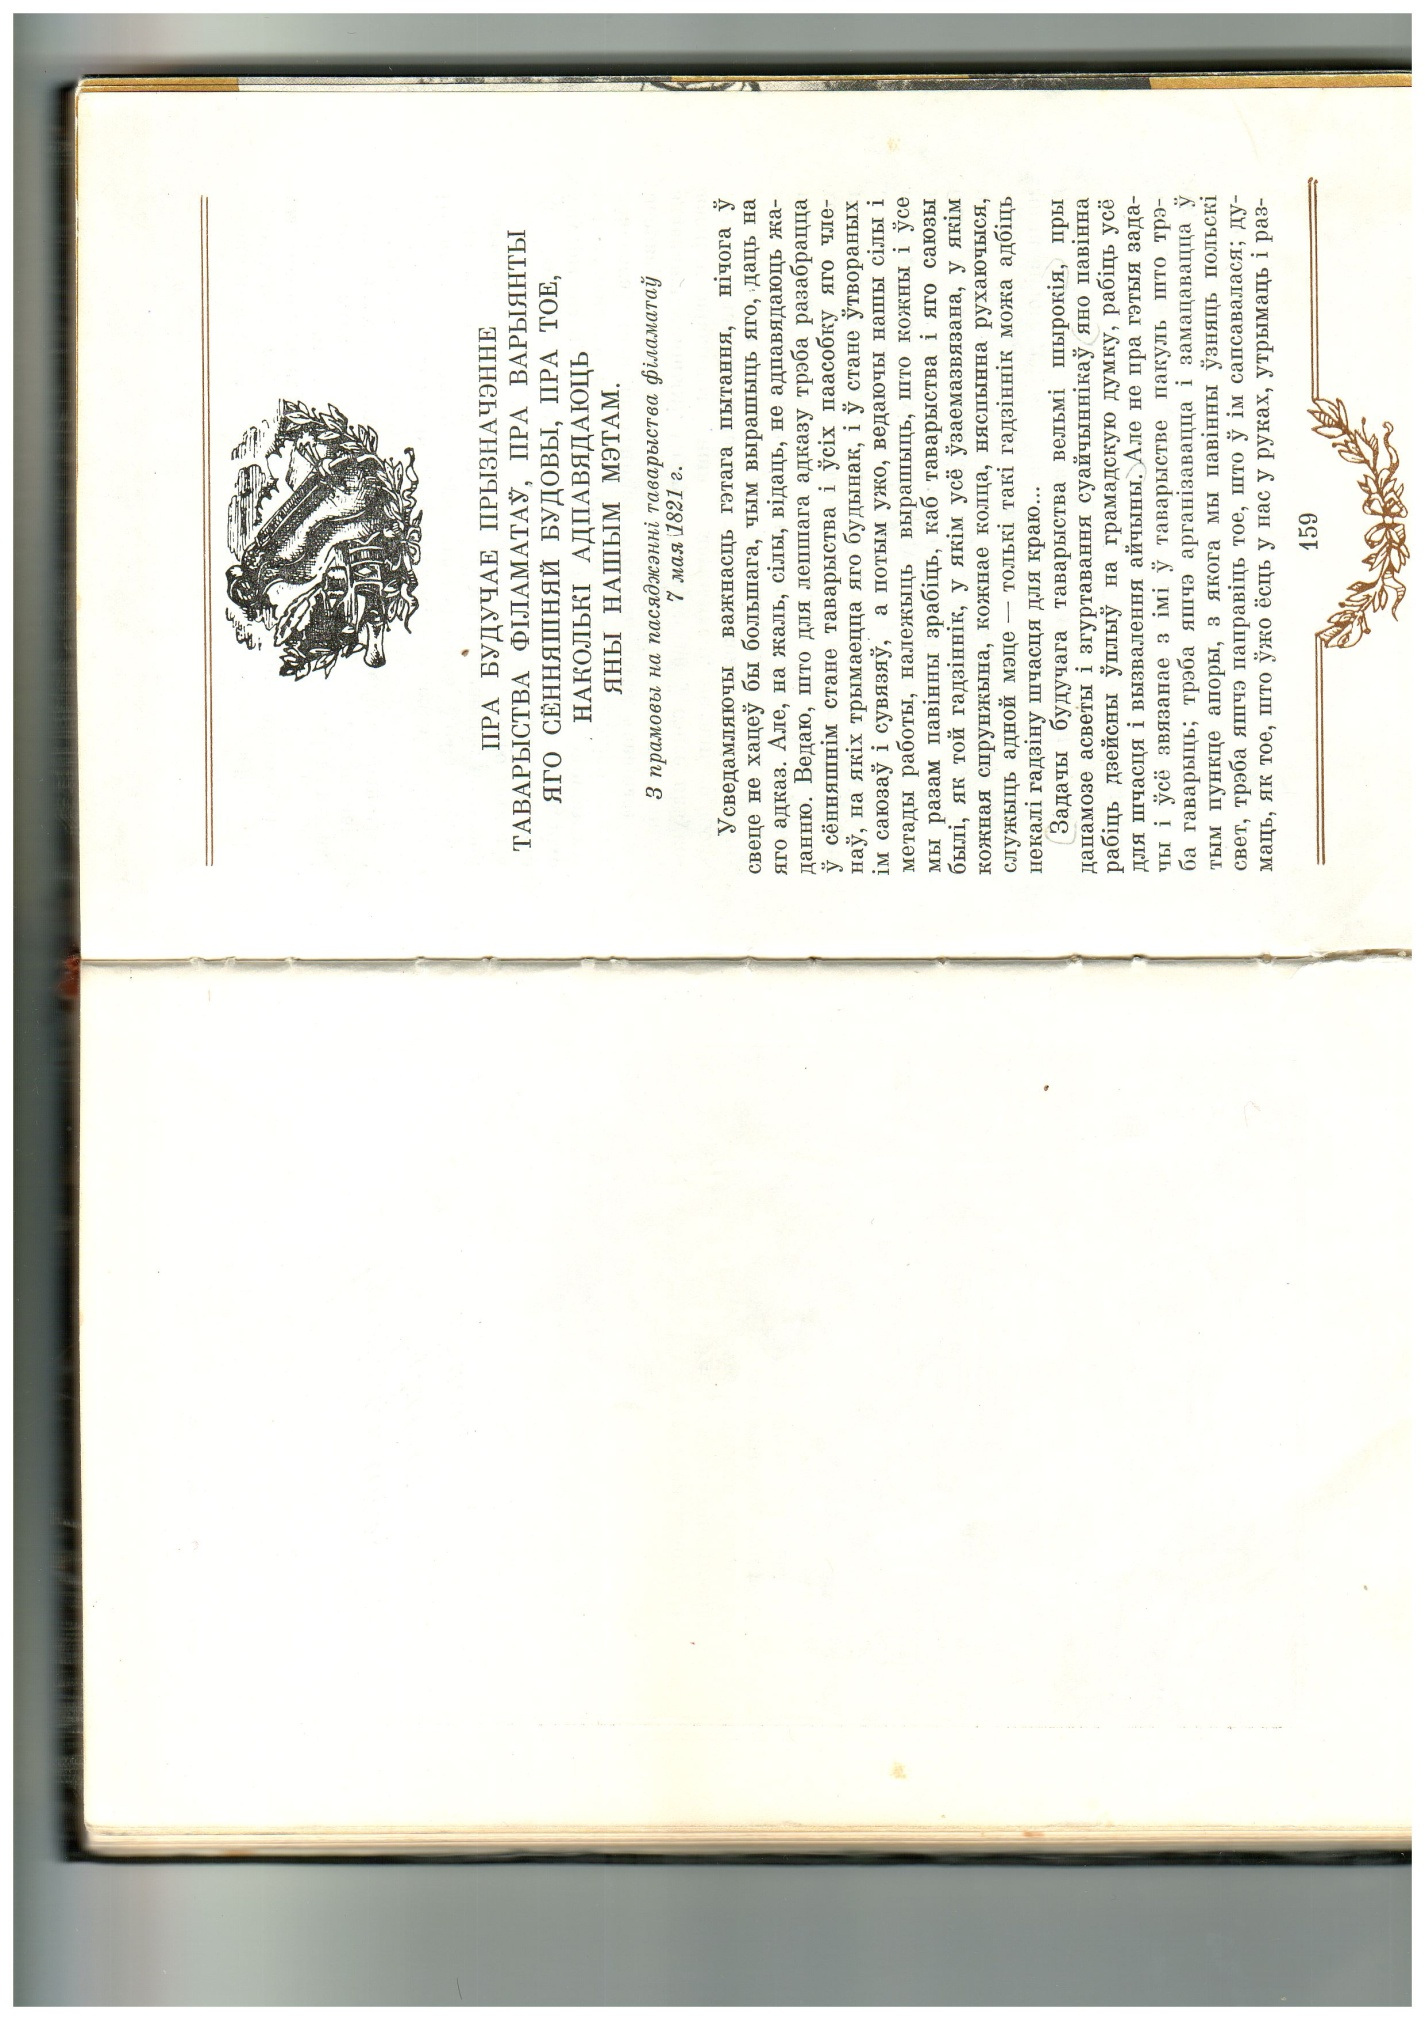 ПРА БУДУЧАЕ ПРЫЗНАЧЭННЕ
ТАВАРЫСТВА ФІЛАМАТАЎ, ПРА ВАРЫЯНТЫ
ЯГО СЁННЯШНЯЙ БУДОВЫ, ПРА ТОЕ,
НАКОЛЬКІ АДПАВЯДАЮЦЬ
ЯНЫ НАШЫМ МЭТАМ.
З прамовы на пасяджэнні таварыства філаматаў
7 мая 1821 г.
Усведамляючы важнасць гэтага пытання, нічога ў
свеце не хацеў бы большага, чым вырашыць яго, даць на
яго адказ. Але, на жаль, сілы, відаць, не адпавядаюць жа-
данню. Ведаю, што для лепшага адказу трэба разабрацца
ў сённяшнім стане таварыства і ўсіх паасобку яго чле-
наў, на якіх трымаецца яго будынак, і ў стане ўтвораных
ім саюзаў і сувязяў, а потым ужо, ведаючы нашы сілы і
метады работы, належыць вырашыць, што кожны і ўсе
мы разам павінны зрабіць, каб таварыства і яго саюзы
былі, як той гадзіннік, у якім усё ўзаемазвязана, у якім
кожная спружына, кожнае колца, няспынна рухаючыся,
служыць адной мэце — толькі такі гадзіннік можа адбіць
некалі гадзіну шчасця для краю...
Задачы будучага таварыства вельмі шырокія, пры
дапамозе асветы і згуртавання суайчыннікаў яно павінна
рабіць дзейсны ўплыў на грамадскую думку, рабіць усё
для шчасця і вызвалення айчыны. Але не пра гэтыя зада-
чы і ўсё звязанае з імі ў таварыстве пакуль што трэ-
ба гаварыць; трэба яшчэ арганізавацца і замацавацца ў
тым пункце апоры, з якога мы павінны ўзняць польскі
свет, трэба яшчэ паправіць тое, што ў ім сапсавалася; ду-
маць, як тое, што ўжо ёсць у нас у руках, утрымаць і раз-
159